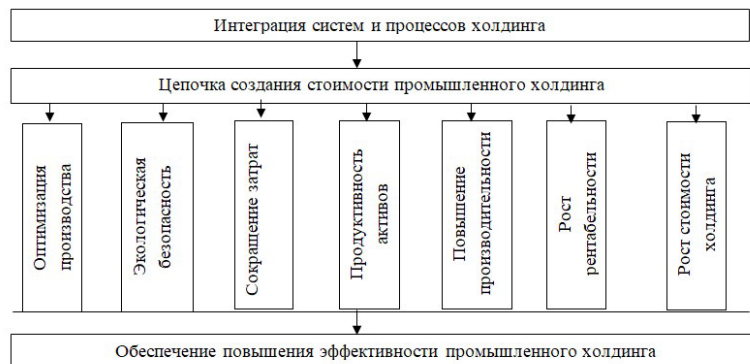 Интеграция систем и процессов холдинга
Цепочка создания стоимости промышленного холдинга
Оптимизация
производства
Экологическая
безопасность
Сокращение затрат
Продуктивность
активов
Повышение
производительности
Рост
рентабельности
Рост стоимости
холдинга
Обеспечение повышения эффективности промышленного холдинга